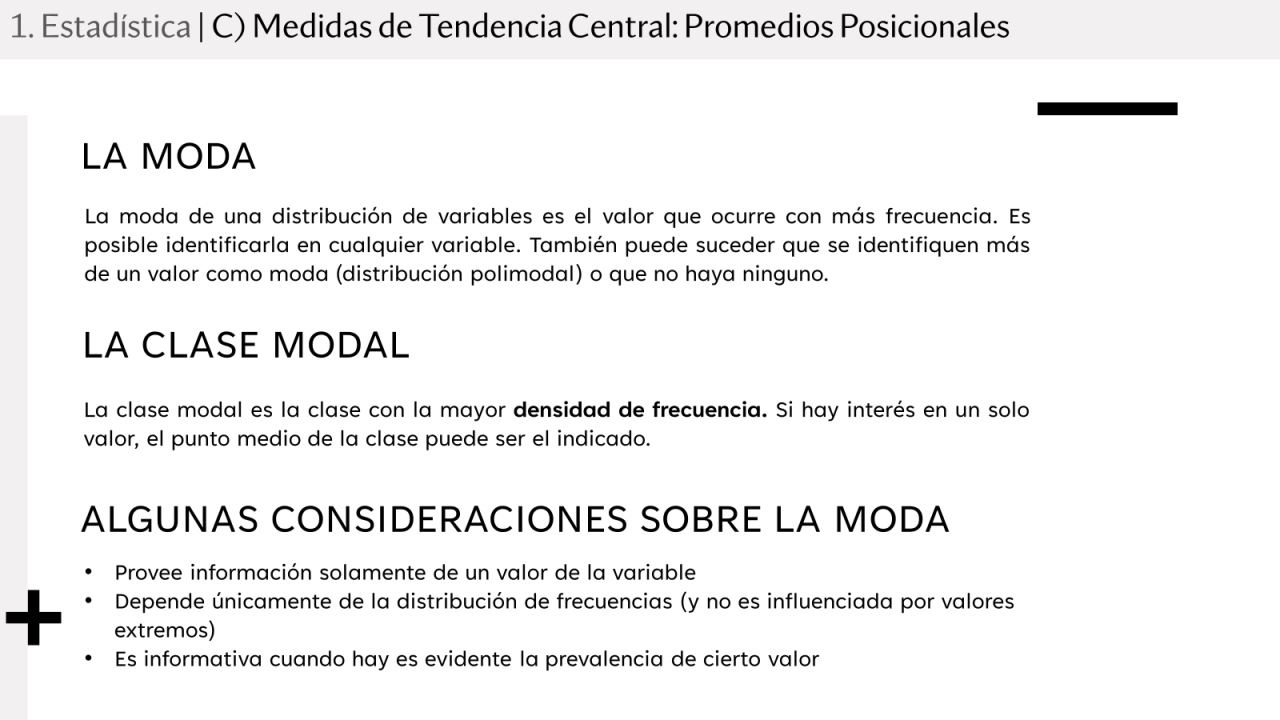 1. Estadística | C) Medidas de Tendencia Central: Promedios Posicionales
LA MODA
La moda de una distribución de variables es el valor que ocurre con más frecuencia. Es
posible identificarla en cualquier variable. También puede suceder que se identifiquen más
de un valor como moda (distribución polimodal) o que no haya ninguno.
LA CLASE MODAL
La clase modal es la clase con la mayor densidad de frecuencia. Si hay interés en un solo
valor, el punto medio de la clase puede ser el indicado.
ALGUNAS CONSIDERACIONES SOBRE LA MODA
• Provee información solamente de un valor de la variable
• Depende únicamente de la distribución de frecuencias (y no es influenciada por valores
extremos)
• Es informativa cuando hay es evidente la prevalencia de cierto valor